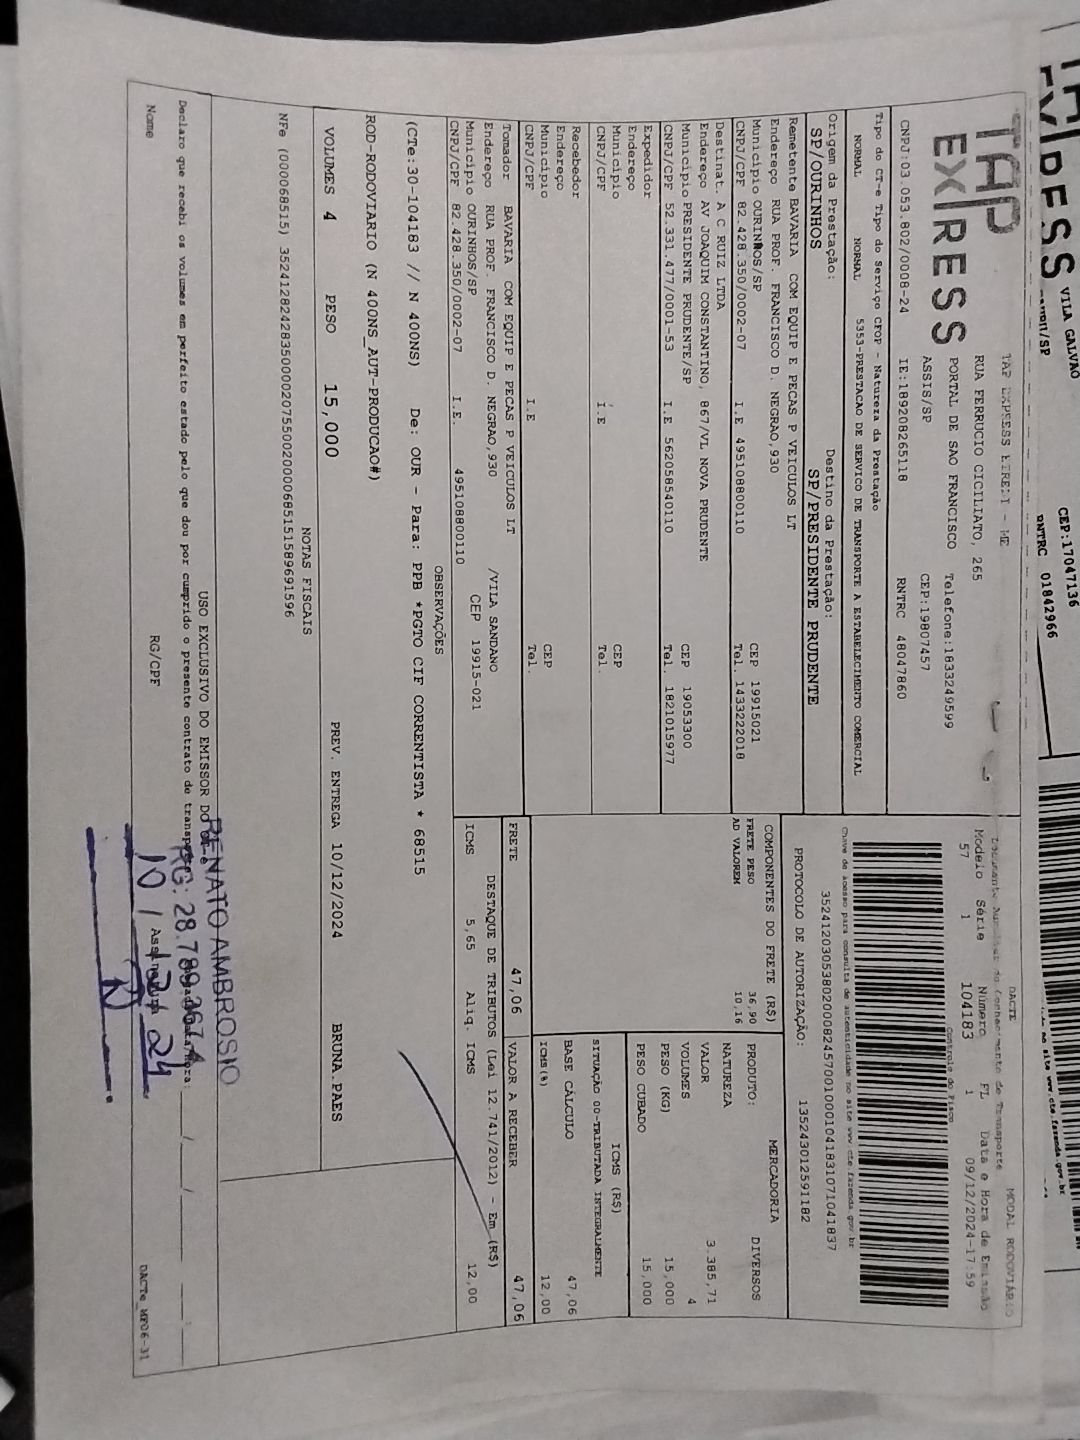 TAP
EXPRESS
TAP EXPRESS EIRELI - ME
RUA FERRUCIO CICILIATO, 265
PORTAL DE SAO FRANCISCO Telefone:1833249599
ASSIS/SP CEP:19807457
CNPJ:03.053.802/0008-24 IE:189208265118 RNTRC 48047860
DACTE MODAL RODOVIÁRIO
Documento Auxiliar do Conhecimento de Transporte
Modelo Série Número FL Data e Hora de Emissão
57 1 104183 1 09/12/2024-17:59
Controle do Fisco
Tipo do CT-e Tipo do Serviço CFOP - Natureza da Prestação
NORMAL NORMAL 5353-PRESTACAO DE SERVICO DE TRANSPORTE A ESTABELECIMENTO COMERCIAL
Chave de acesso para consulta de autenticidade no site www.cte.fazenda.gov.br
35241203053802000824570010001041831071041837
Origem da Prestação: Destino da Prestação:
SP/OURINHOS SP/PRESIDENTE PRUDENTE
PROTOCOLO DE AUTORIZAÇÃO: 135243012591182
Remetente BAVARIA COM EQUIP E PECAS P VEICULOS LT
Endereço RUA PROF. FRANCISCO D. NEGRAO,930
Município OURINHOS/SP CEP 19915021
CNPJ/CPF 82.428.350/0002-07 I.E 495108800110 Tel. 1433222018
Destinat. A C RUIZ LTDA
Endereço AV JOAQUIM CONSTANTINO, 867/VL NOVA PRUDENTE
Município PRESIDENTE PRUDENTE/SP CEP 19053300
CNPJ/CPF 52.331.477/0001-53 I.E 562058540110 Tel. 1821015977
Expedidor
Endereço
Município CEP
CNPJ/CPF I.E Tel.
Recebedor
Endereço
Município CEP
CNPJ/CPF I.E Tel.
COMPONENTES DO FRETE (R$)
FRETE PESO 36,90
AD VALOREM 10,16
MERCADORIA
PRODUTO: DIVERSOS
NATUREZA
VALOR 3.385,71
VOLUMES 4
PESO (KG) 15,000
PESO CUBADO 15,000
ICMS (R$)
SITUAÇÃO 00-TRIBUTADA INTEGRALMENTE
BASE CÁLCULO 47,06
ICMS(%) 12,00
FRETE 47,06 VALOR A RECEBER 47,06
Tomador BAVARIA COM EQUIP E PECAS P VEICULOS LT
Endereço RUA PROF. FRANCISCO D. NEGRAO,930 /VILA SANDANO
Município OURINHOS/SP CEP 19915-021
CNPJ/CPF 82.428.350/0002-07 I.E. 495108800110
DESTAQUE DE TRIBUTOS (Lei 12.741/2012) - Em (R$)
ICMS 5,65 Aliq. ICMS 12,00
OBSERVAÇÕES
(CTe:30-104183 // N 400NS) De: OUR - Para: PPB *PGTO CIF CORRENTISTA * 68515
ROD-RODOVIARIO (N 400NS_AUT-PRODUCAO#)
VOLUMES 4 PESO 15,000 PREV. ENTREGA 10/12/2024 BRUNA.PAES
NOTAS FISCAIS
NFe (000068515) 35241282428350000207550020000685151589691596
USO EXCLUSIVO DO EMISSOR DO
Declaro que recebi os volumes em perfeito estado pelo que dou por cumprido o presente contrato de transporte.
Nome RG/CPF
RENATO AMBROSIO
RG: 28.789.267-4
10 / 12 / 24
DACTe_MP06-31
VILA GALVAO
CEP:17047136
RNTRC 01842966